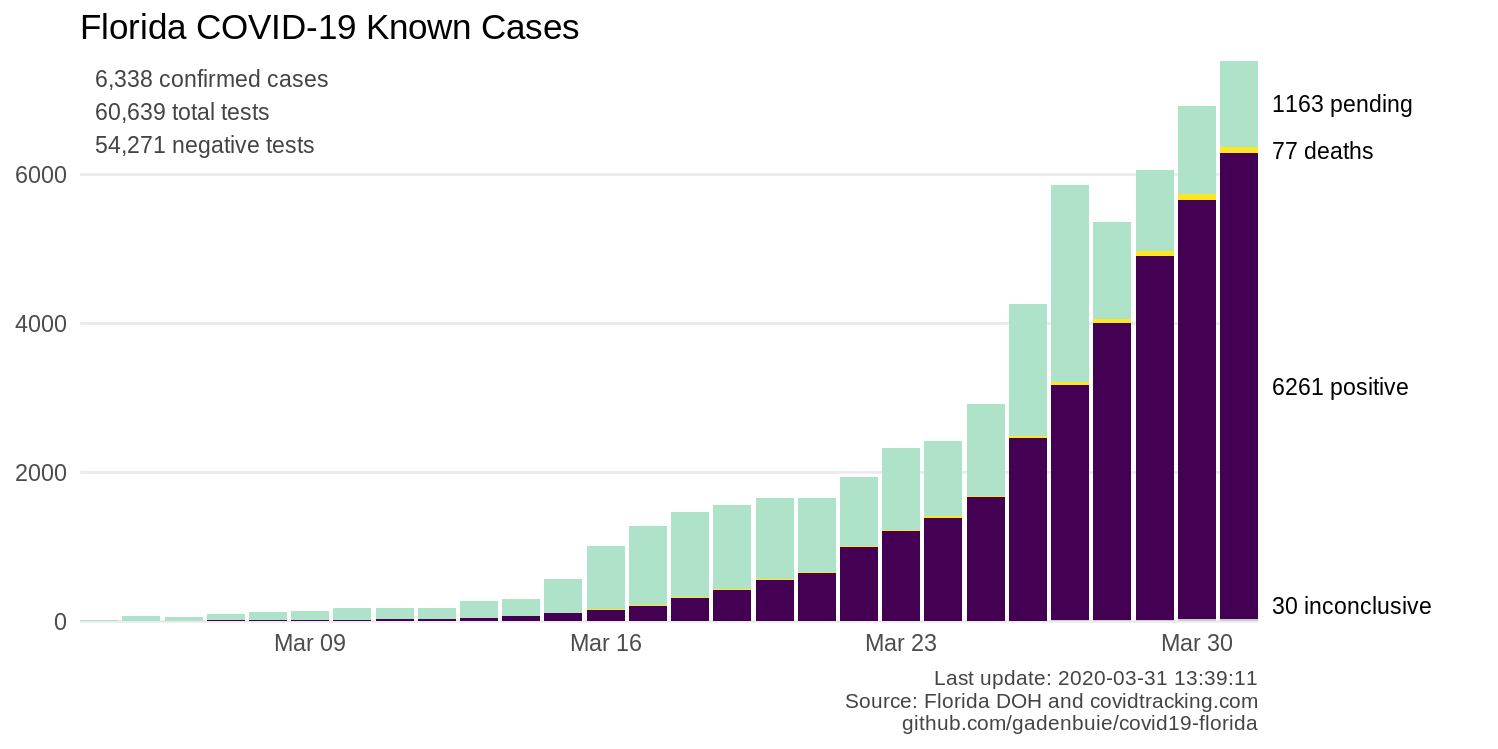 Florida COVID-19 Known Cases
6,338 confirmed cases
60,639 total tests
54,271 negative tests
1163 pending
77 deaths
6000
4000
6261 positive
2000
30 inconclusive
0
Mar 09 Mar 16 Mar 23 Mar 30
Last update: 2020-03-31 13:39:11
Source: Florida DOH and covidtracking.com
github.com/gadenbuie/covid19-florida